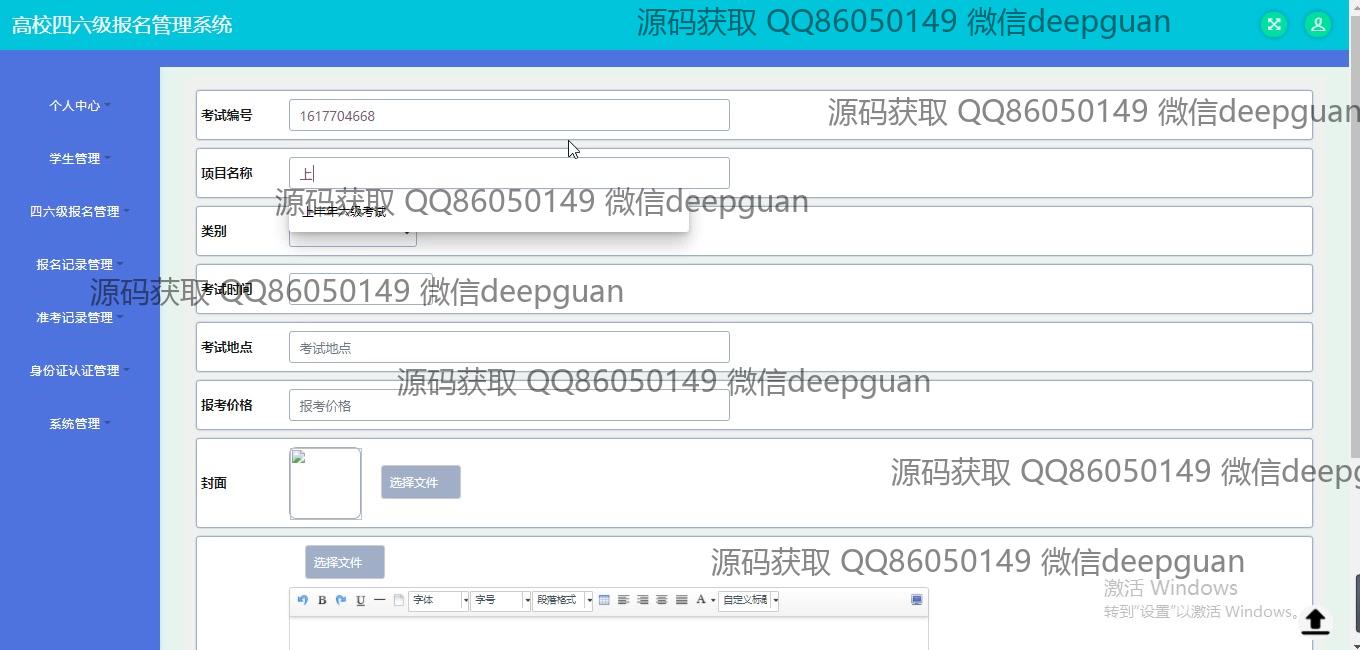 高校四六级报名管理系统
源码获取 QQ86050149 微信deepguan
个人中心
学生管理
四六级报名管理
报名记录管理
准考记录管理
身份证认证管理
系统管理
考试编号
1617704668
源码获取 QQ86050149 微信deepguan
项目名称
上
源码获取 QQ86050149 微信deepguan
上半年六级考试
类别
考试时间
源码获取 QQ86050149 微信deepguan
考试地点
考试地点
源码获取 QQ86050149 微信deepguan
报考价格
报考价格
封面
选择文件
源码获取 QQ86050149 微信deepg
选择文件
源码获取 QQ86050149 微信deepguan
B U 字体 字号 段落格式 A 自定义标题
激活 Windows
转到"设置"以激活 Windows。